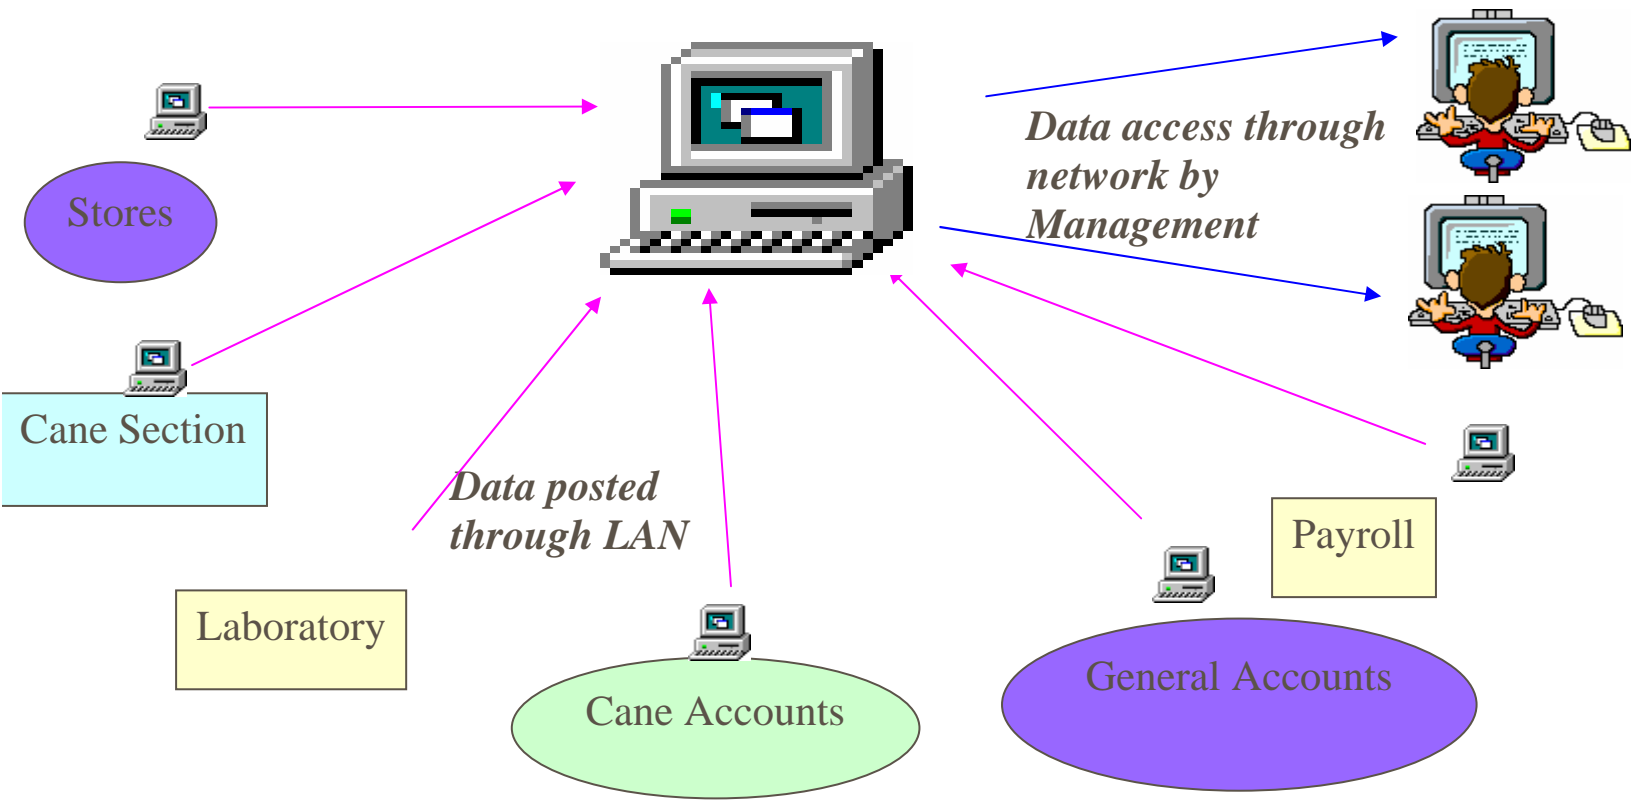 Data access through
network by
Management
Stores
Cane Section
Data posted
through LAN
Payroll
Laboratory
General Accounts
Cane Accounts